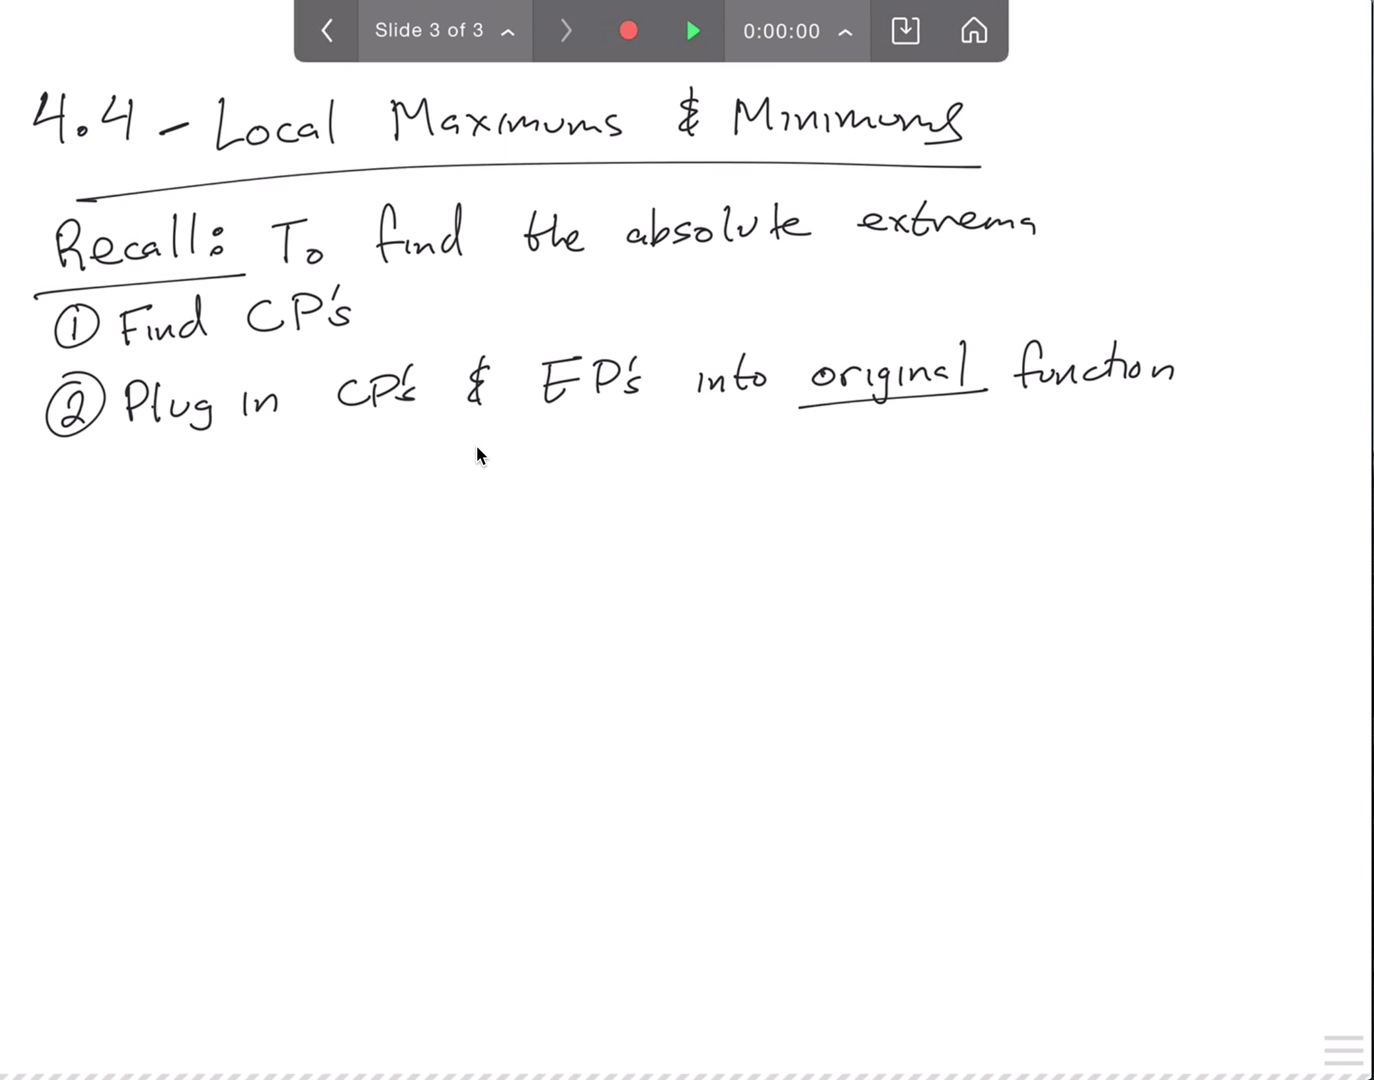 Slide 3 of 3 0:00:00
4.4 - Local Maximums & Minimums
Recall: To find the absolute extrema
① Find CP's
② Plug in CP's & EP's into original function